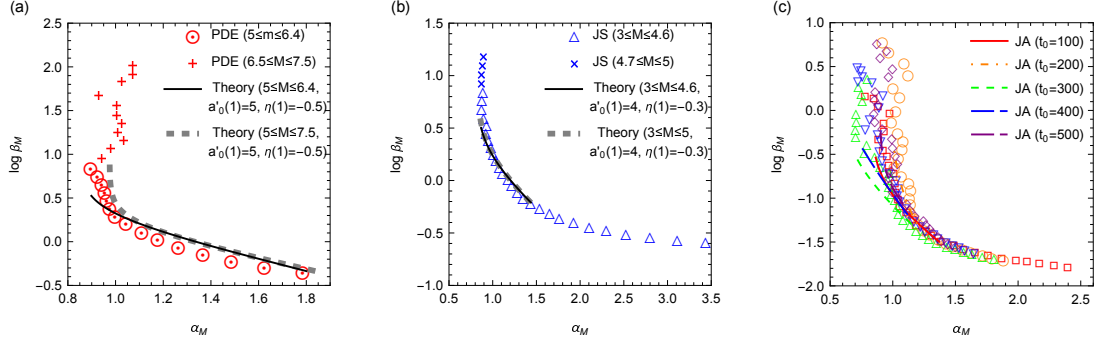 (a)
2.5
2.0
1.5
1.0
0.5
0.0
−0.5
0.8
1.0
1.2
1.4
1.6
1.8
log βM
αM
PDE (5≤m≤6.4)
PDE (6.5≤M≤7.5)
Theory (5≤M≤6.4,
a'0(1)=5, η(1)=−0.5)
Theory (5≤M≤7.5,
a'0(1)=5, η(1)=−0.5)
(b)
1.5
1.0
0.5
0.0
−0.5
−1.0
0.5
1.0
1.5
2.0
2.5
3.0
3.5
log βM
αM
JS (3≤M≤4.6)
JS (4.7≤M≤5)
Theory (3≤M≤4.6,
a'0(1)=4, η(1)=−0.3)
Theory (3≤M≤5,
a'0(1)=4, η(1)=−0.3)
(c)
1.0
0.5
0.0
−0.5
−1.0
−1.5
−2.0
0.5
1.0
1.5
2.0
2.5
log βM
αM
JA (t0=100)
JA (t0=200)
JA (t0=300)
JA (t0=400)
JA (t0=500)